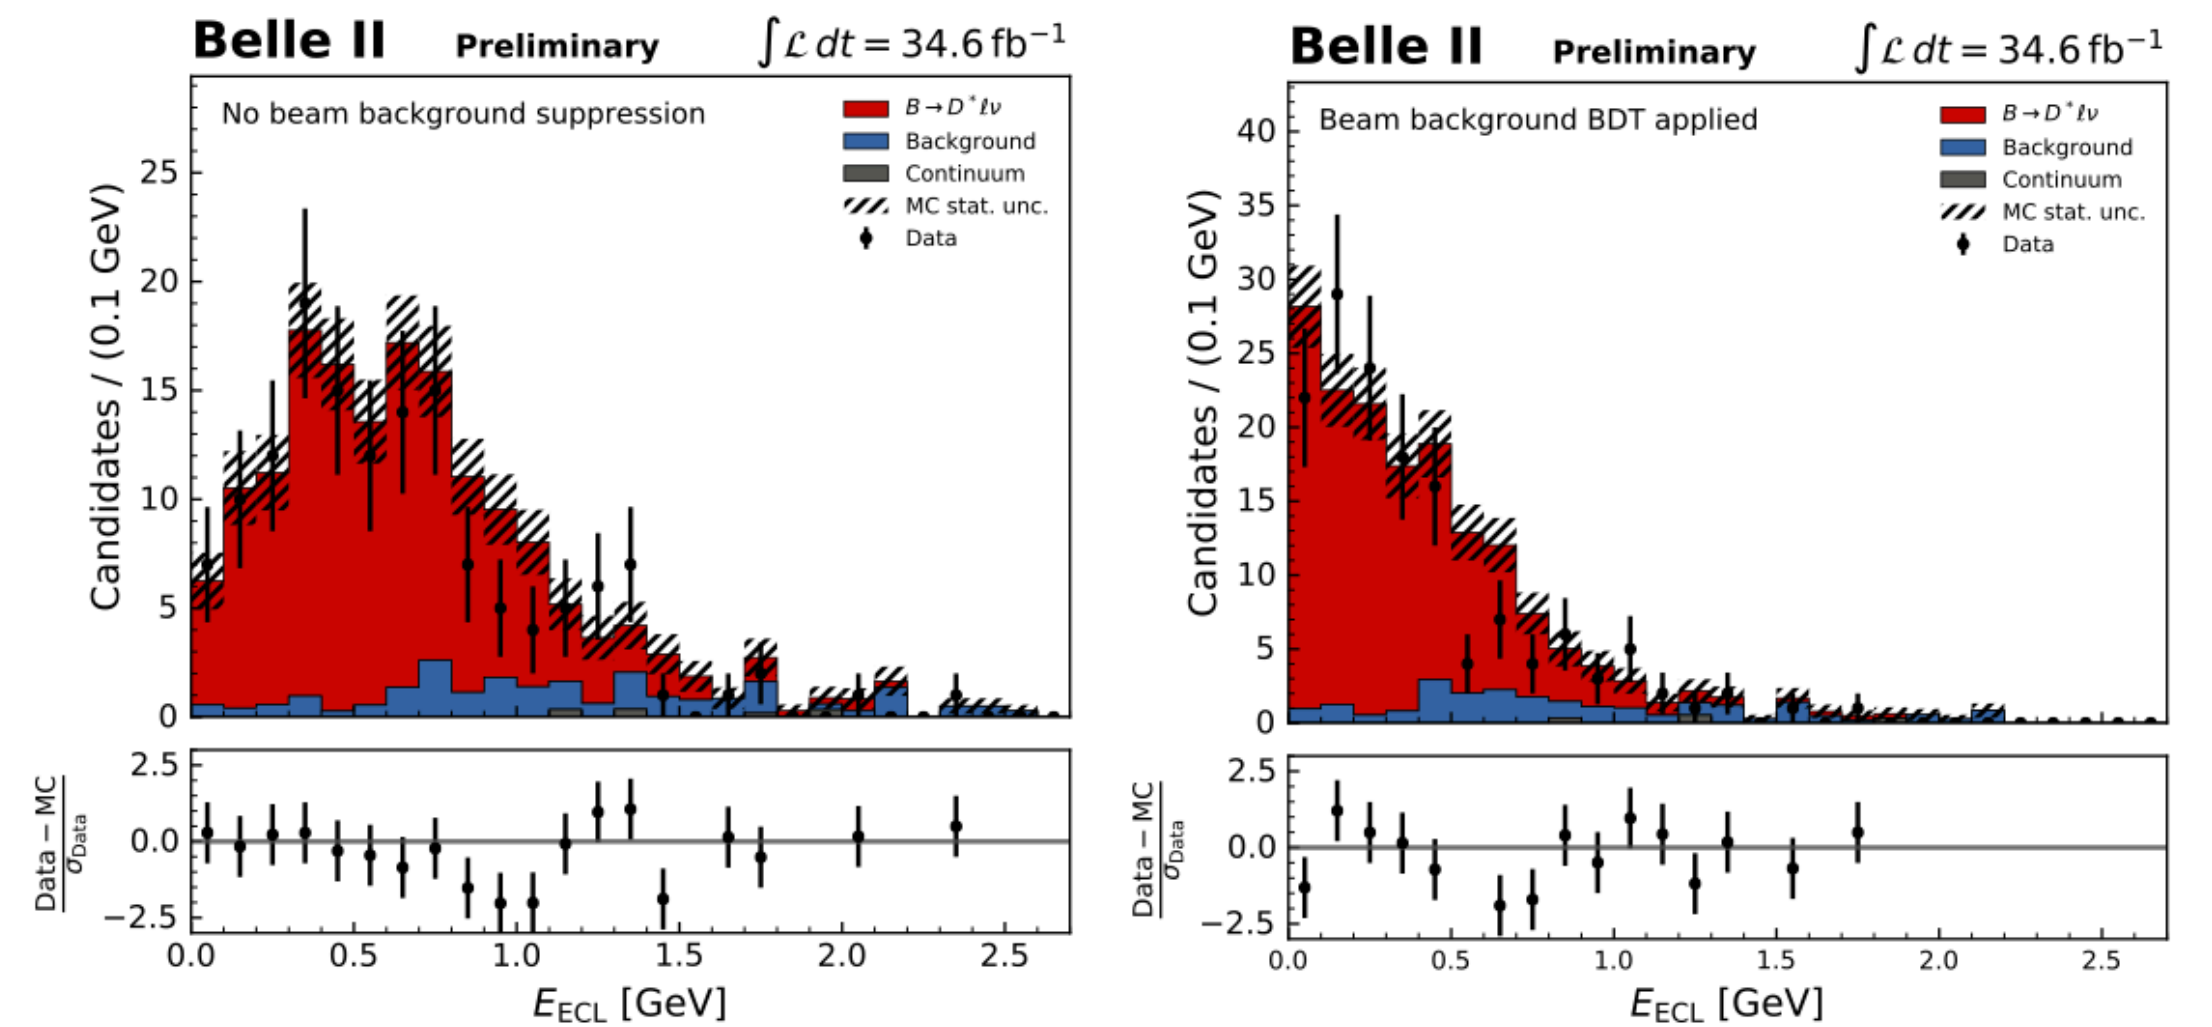 Belle II Preliminary ∫ℒ dt = 34.6 fb⁻¹
No beam background suppression
B → D*ℓν
Background
Continuum
MC stat. unc.
Data
Candidates / (0.1 GeV)
25
20
15
10
5
0
Data − MC
σData
2.5
0.0
−2.5
0.0 0.5 1.0 1.5 2.0 2.5
EECL [GeV]
Belle II Preliminary ∫ℒ dt = 34.6 fb⁻¹
Beam background BDT applied
B → D*ℓν
Background
Continuum
MC stat. unc.
Data
Candidates / (0.1 GeV)
40
35
30
25
20
15
10
5
0
Data − MC
σData
2.5
0.0
−2.5
0.0 0.5 1.0 1.5 2.0 2.5
EECL [GeV]